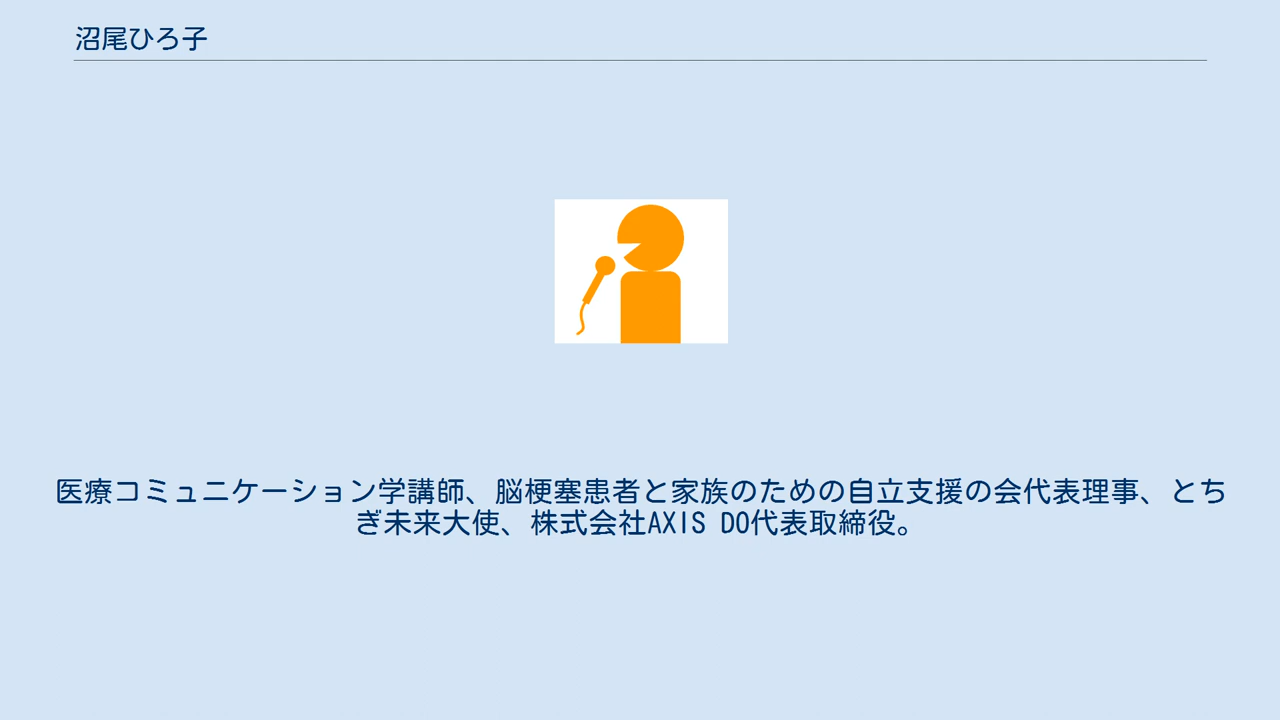 沼尾ひろ子
医療コミュニケーション学講師、脳梗塞患者と家族のための自立支援の会代表理事、とち
ぎ未来大使、株式会社AXIS DO代表取締役。